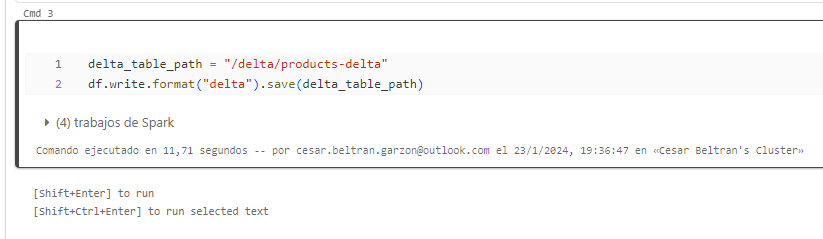 Cmd 3
1 delta_table_path = "/delta/products-delta"
2 df.write.format("delta").save(delta_table_path)
(4) trabajos de Spark
Comando ejecutado en 11,71 segundos -- por cesar.beltran.garzon@outlook.com el 23/1/2024, 19:36:47 en «Cesar Beltran's Cluster»
[Shift+Enter] to run
[Shift+Ctrl+Enter] to run selected text